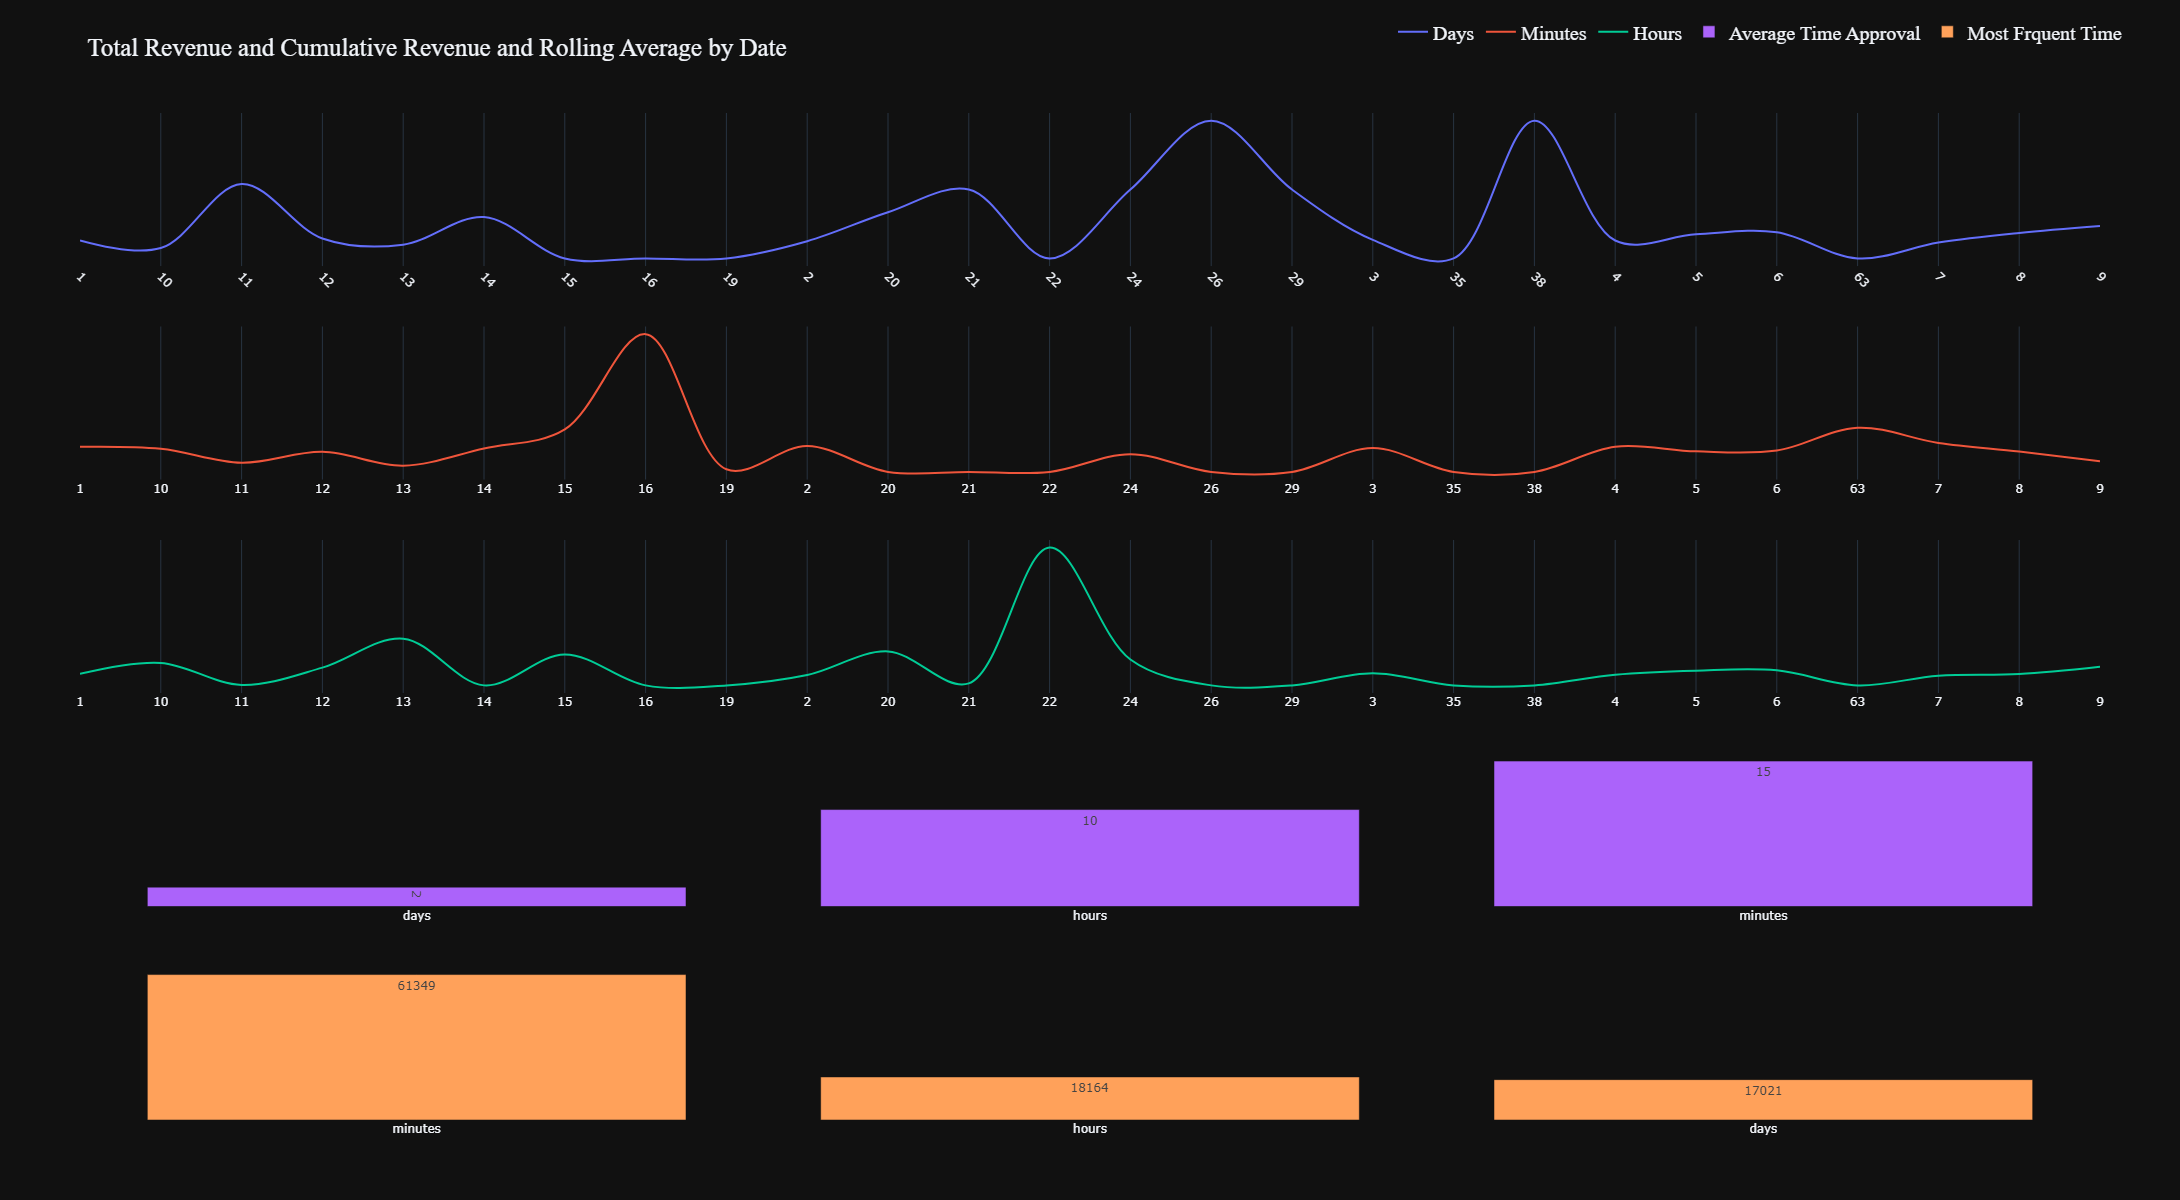 Total Revenue and Cumulative Revenue and Rolling Average by Date
Days Minutes Hours Average Time Approval Most Frquent Time
1 10 11 12 13 14 15 16 19 2 20 21 22 24 26 29 3 35 38 4 5 6 63 7 8 9
1 10 11 12 13 14 15 16 19 2 20 21 22 24 26 29 3 35 38 4 5 6 63 7 8 9
1 10 11 12 13 14 15 16 19 2 20 21 22 24 26 29 3 35 38 4 5 6 63 7 8 9
2 10 15
days hours minutes
61349 18164 17021
minutes hours days